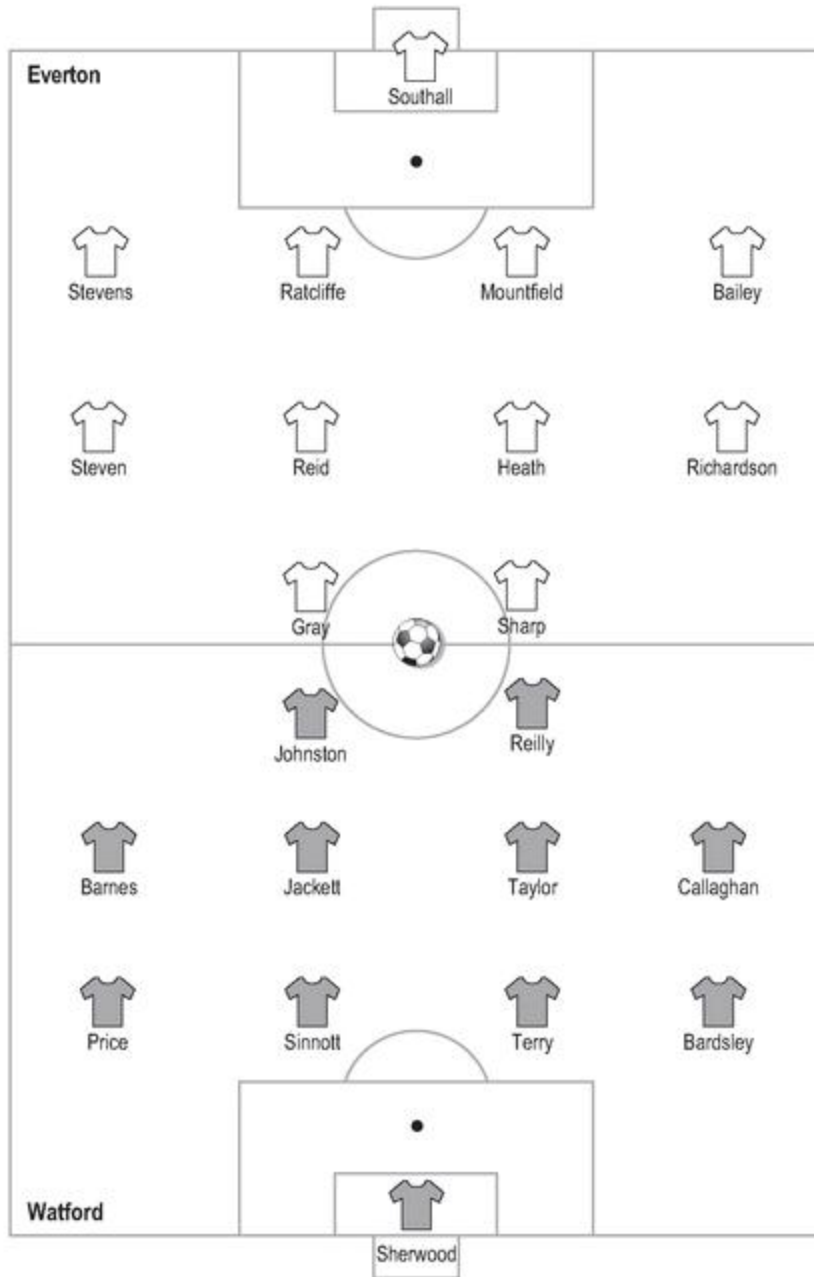 Everton
Southall
Stevens Ratcliffe Mountfield Bailey
Steven Reid Heath Richardson
Gray Sharp
Johnston Reilly
Barnes Jackett Taylor Callaghan
Price Sinnott Terry Bardsley
Watford
Sherwood